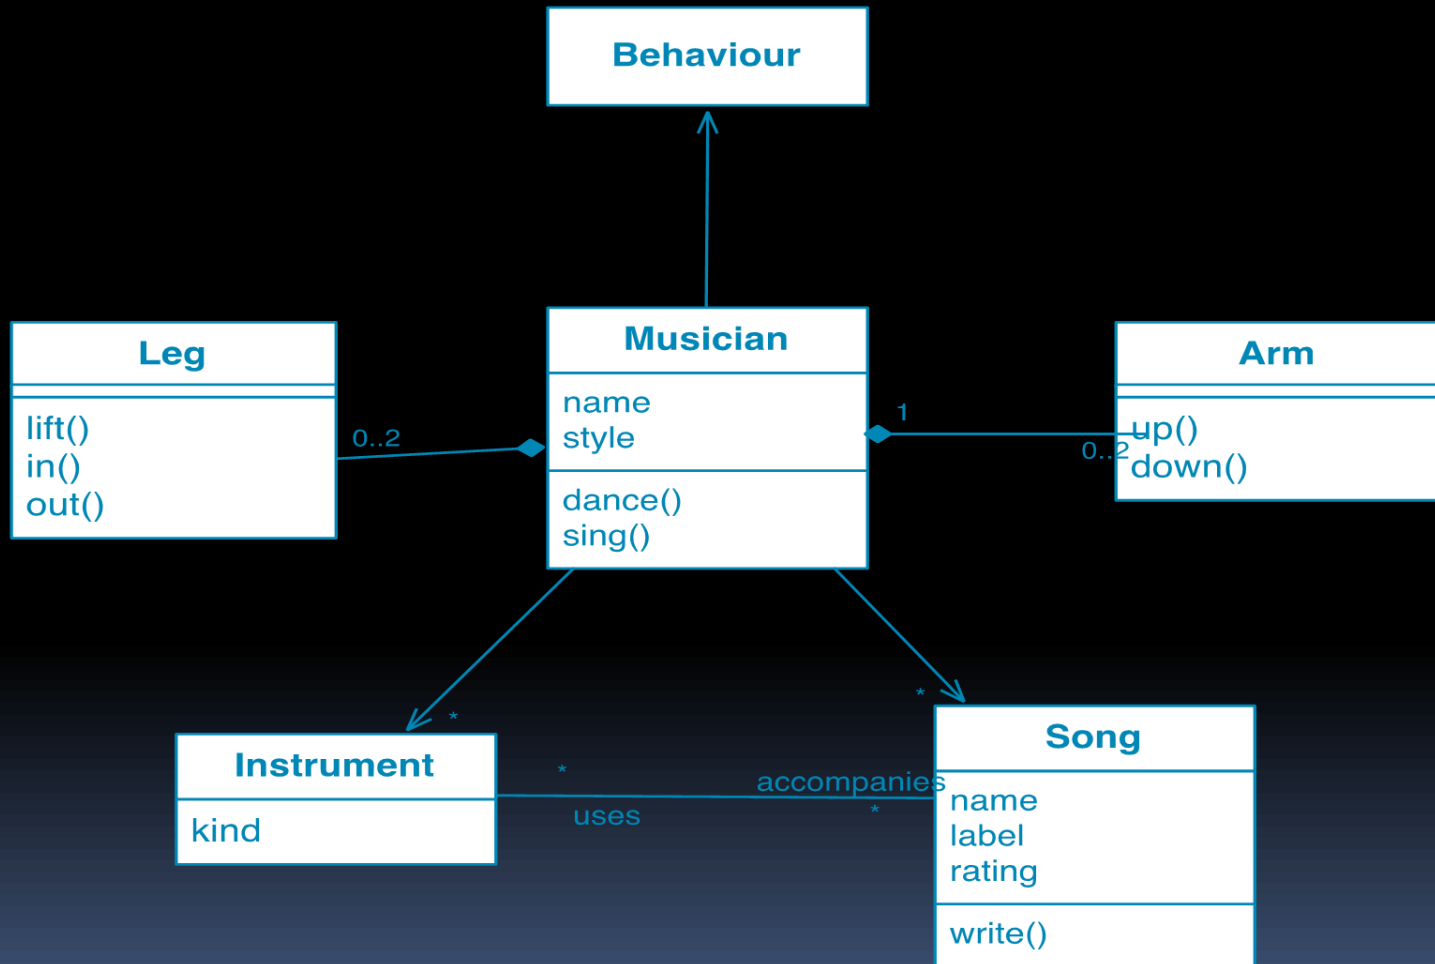 Behaviour
Leg
lift()
in()
out()
0..2
Musician
name
style
dance()
sing()
1
0..2
Arm
up()
down()
*
*
Instrument
kind
*
uses
accompanies
*
Song
name
label
rating
write()